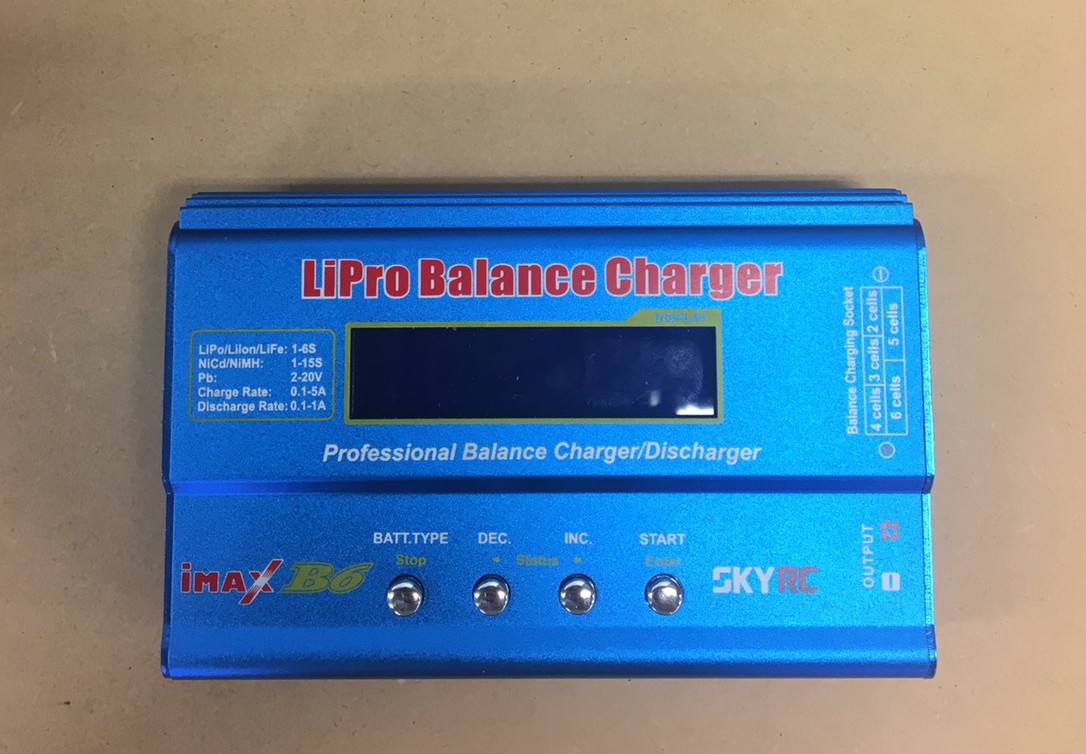 LiPro Balance Charger
DISPLAY
LiPo/LiIon/LiFe: 1-6S
NiCd/NiMH: 1-15S
Pb: 2-20V
Charge Rate: 0.1-5A
Discharge Rate: 0.1-1A
Professional Balance Charger/Discharger
Balance Charging Socket
4 cells 3 cells 2 cells
6 cells 5 cells
BATT.TYPE DEC. INC. START
Stop Status Enter
iMAX B6
SKYRC
OUTPUT